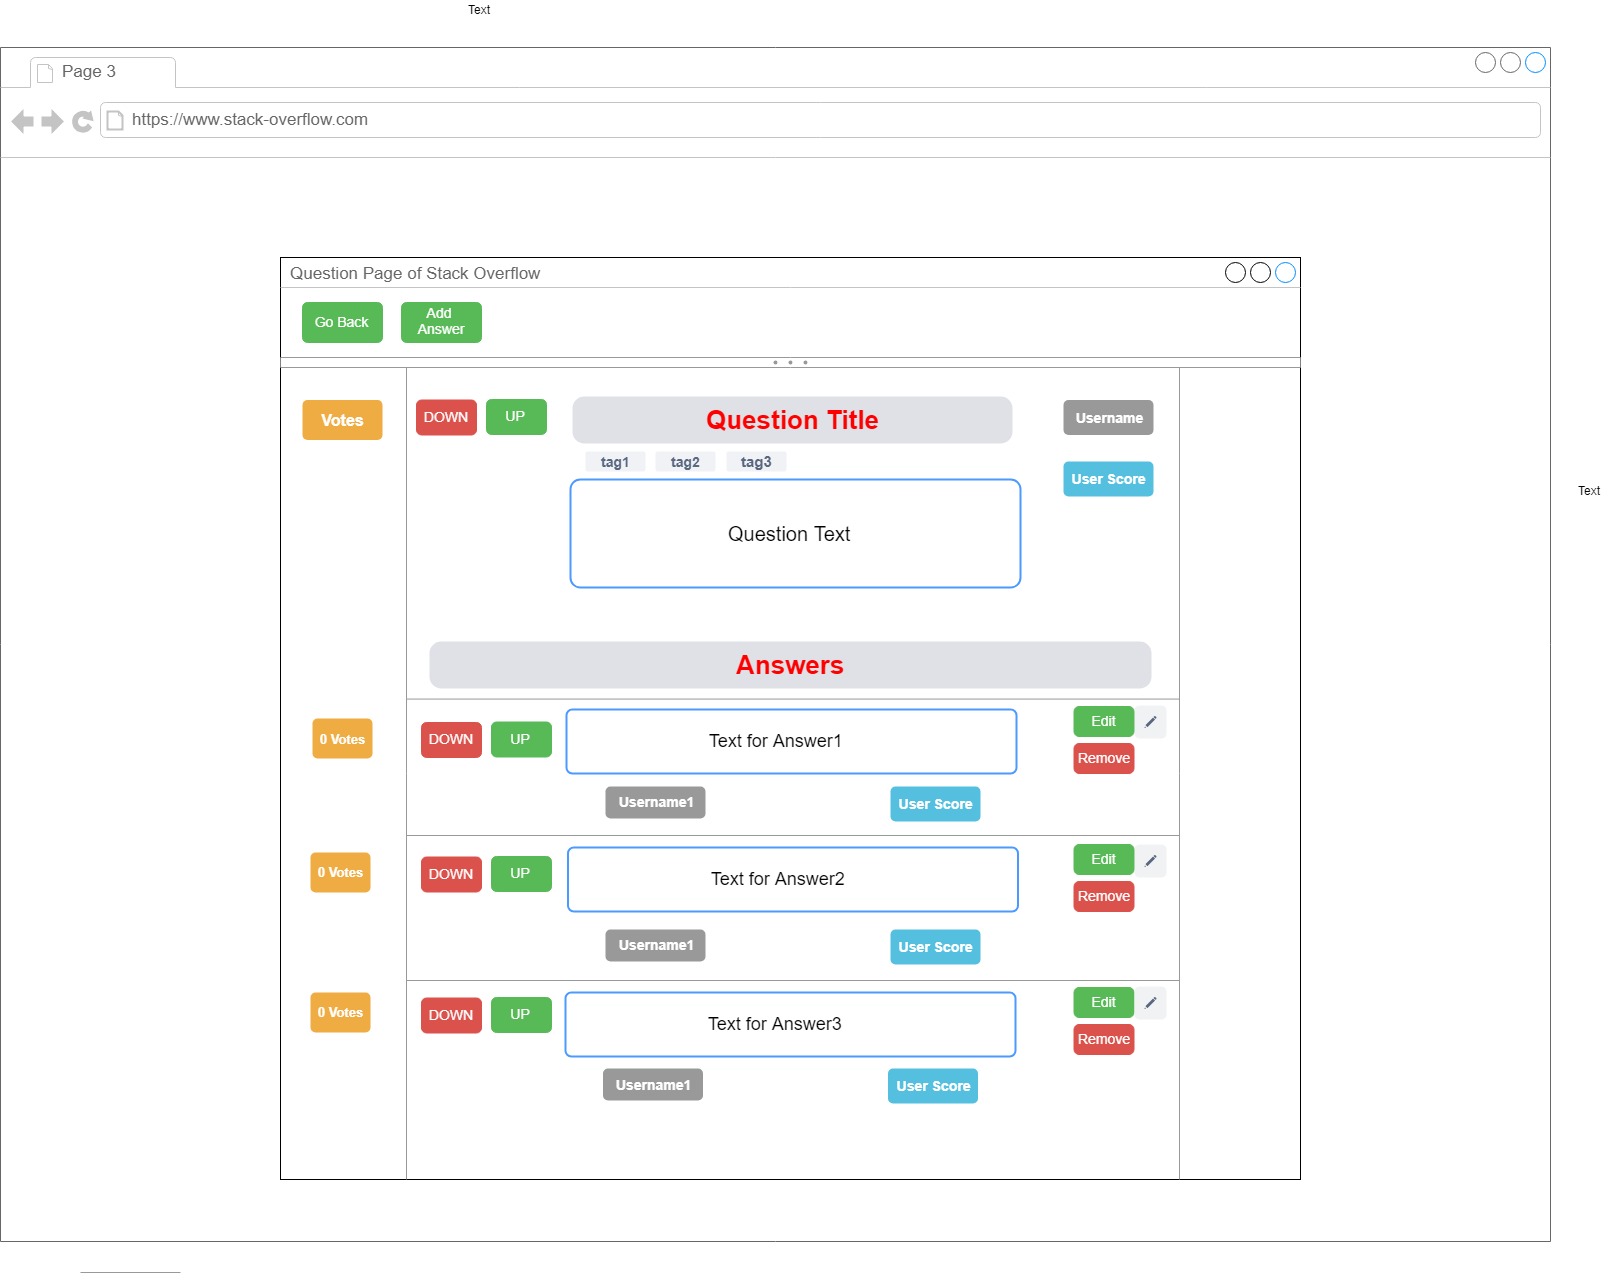 Text
Page 3
https://www.stack-overflow.com
Question Page of Stack Overflow
Go Back
Add
Answer
Votes
DOWN
UP
Question Title
Username
tag1
tag2
tag3
User Score
Text
Question Text
Answers
0 Votes
DOWN
UP
Text for Answer1
Edit
Remove
Username1
User Score
0 Votes
DOWN
UP
Text for Answer2
Edit
Remove
Username1
User Score
0 Votes
DOWN
UP
Text for Answer3
Edit
Remove
Username1
User Score